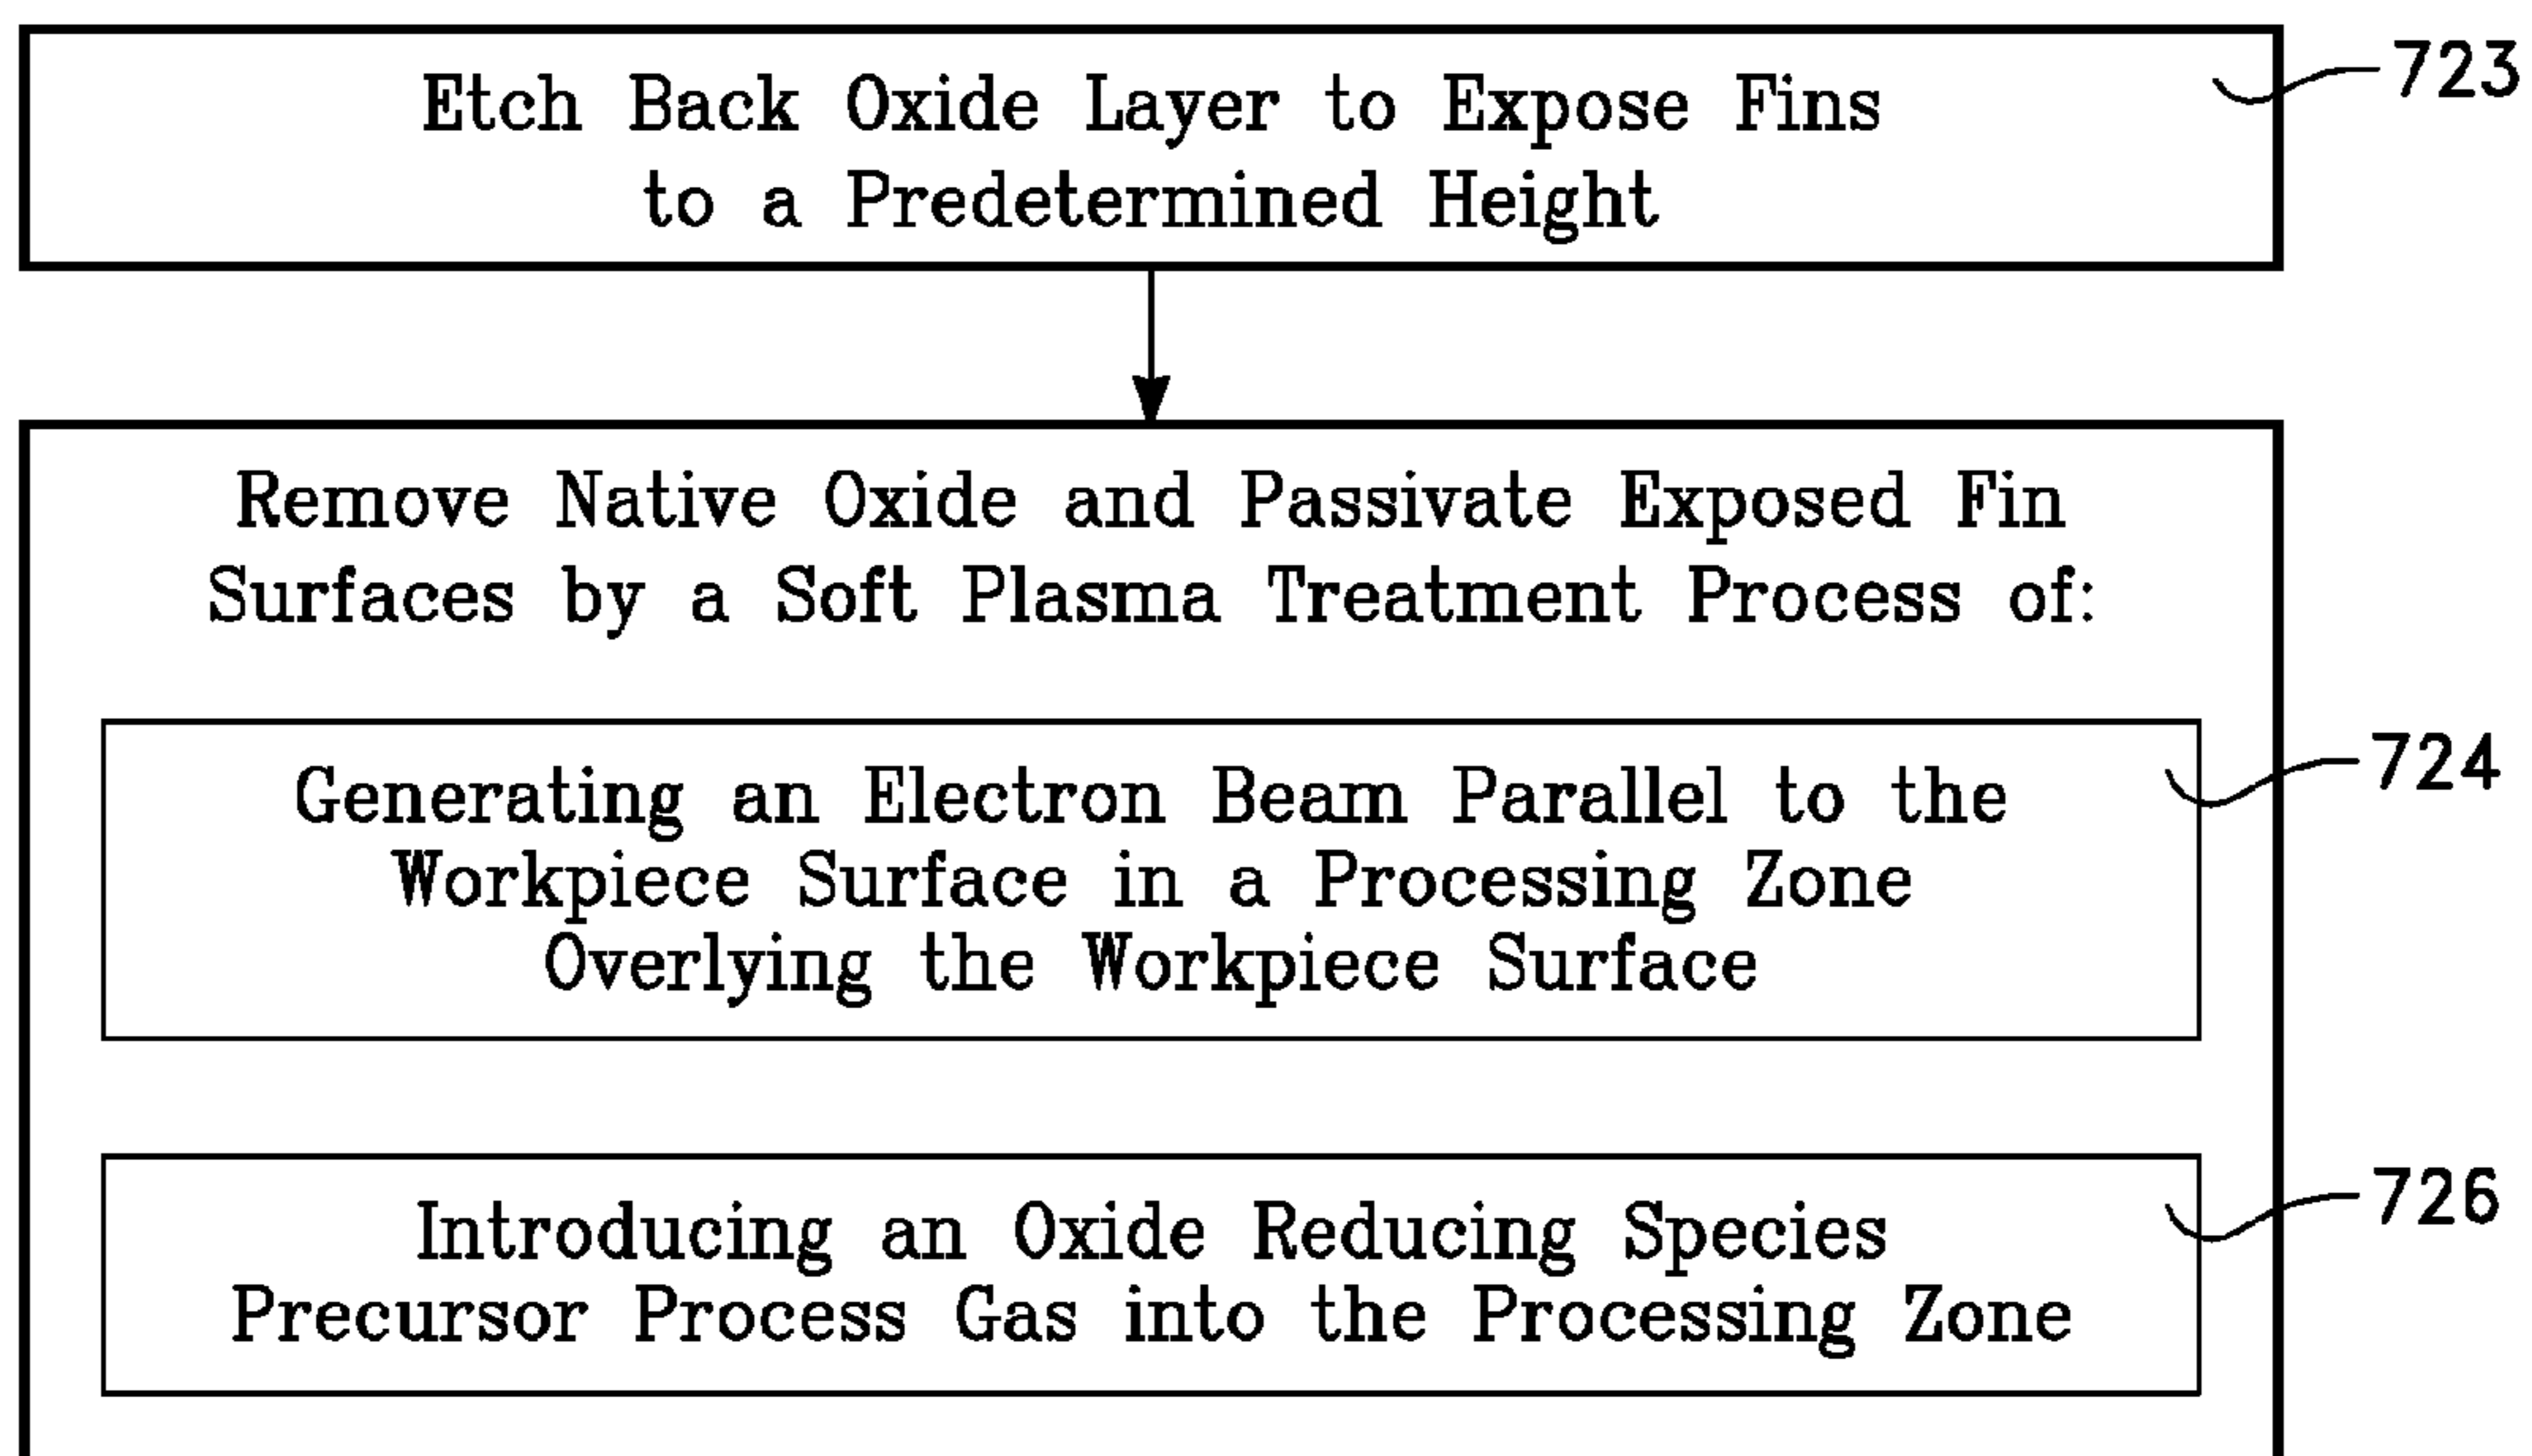 Etch Back Oxide Layer to Expose Fins
to a Predetermined Height
723
Remove Native Oxide and Passivate Exposed Fin
Surfaces by a Soft Plasma Treatment Process of:
Generating an Electron Beam Parallel to the
Workpiece Surface in a Processing Zone
Overlying the Workpiece Surface
724
Introducing an Oxide Reducing Species
Precursor Process Gas into the Processing Zone
726